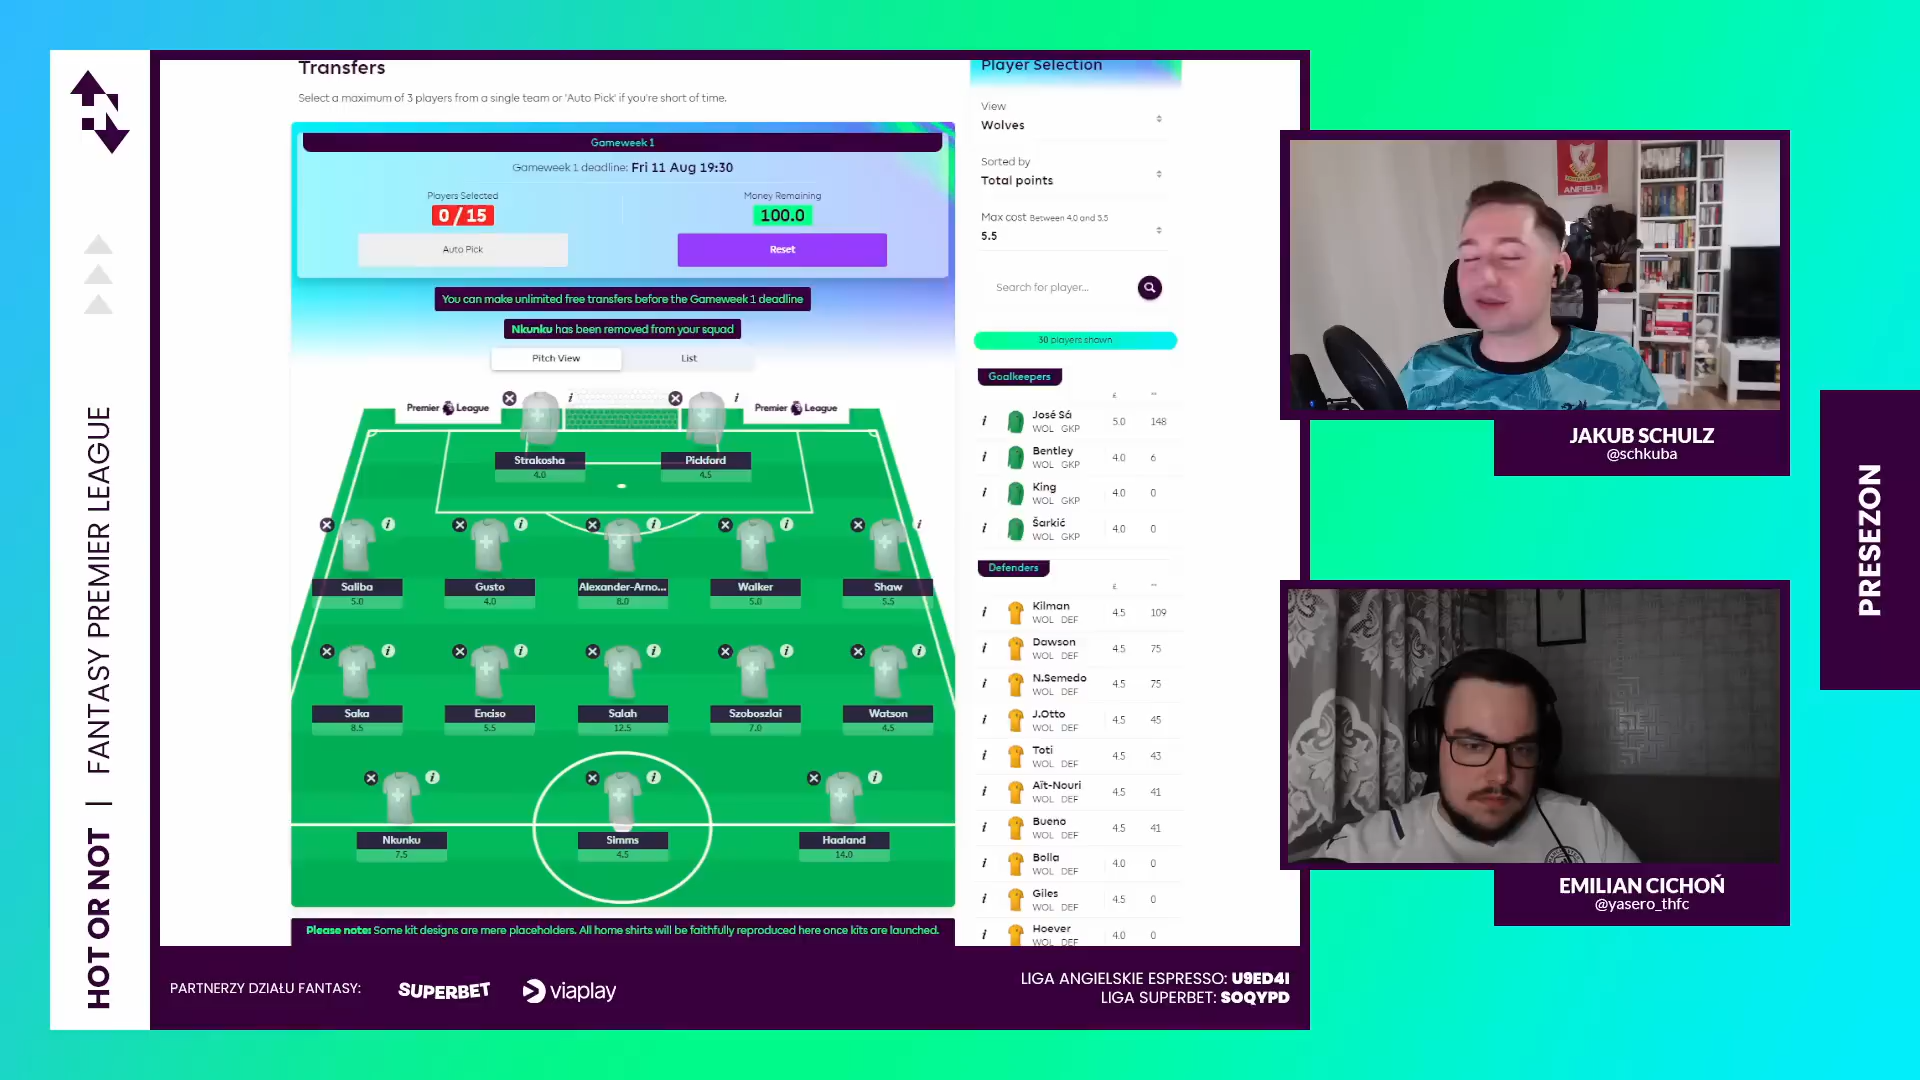 HOT OR NOT | FANTASY PREMIER LEAGUE
Transfers
Select a maximum of 3 players from a single team or 'Auto Pick' if you're short of time.
Gameweek 1
Gameweek 1 deadline: Fri 11 Aug 19:30
Players Selected
0 / 15
Money Remaining
100.0
Auto Pick
Reset
You can make unlimited free transfers before the Gameweek 1 deadline
Nkunku has been removed from your squad
Pitch View
List
Premier League
Premier League
Strakosha
4.0
Pickford
4.5
Saliba
5.0
Gusto
4.0
Alexander-Arno...
8.0
Walker
5.0
Shaw
5.5
Saka
8.5
Enciso
5.5
Salah
12.5
Szoboszlai
7.0
Watson
4.5
Nkunku
7.5
Simms
4.5
Haaland
14.0
Please note: Some kit designs are mere placeholders. All home shirts will be faithfully reproduced here once kits are launched.
Player Selection
View
Wolves
Sorted by
Total points
Max cost Between 4.0 and 5.5
5.5
Search for player...
30 players shown
Goalkeepers
£ **
José Sá 5.0 148
WOL GKP
Bentley 4.0 6
WOL GKP
King 4.0 0
WOL GKP
Šarkić 4.0 0
WOL GKP
Defenders
£ **
Kilman 4.5 109
WOL DEF
Dawson 4.5 75
WOL DEF
N.Semedo 4.5 75
WOL DEF
J.Otto 4.5 45
WOL DEF
Toti 4.5 43
WOL DEF
Aït-Nouri 4.5 41
WOL DEF
Bueno 4.5 41
WOL DEF
Bolla 4.0 0
WOL DEF
Giles 4.5 0
WOL DEF
Hoever 4.0 0
WOL DEF
ANFIELD
JAKUB SCHULZ
@schkuba
EMILIAN CICHOŃ
@yasero_thfc
PRESEZON
PARTNERZY DZIAŁU FANTASY:
SUPERBET
viaplay
LIGA ANGIELSKIE ESPRESSO: U9ED4I
LIGA SUPERBET: SOQYPD